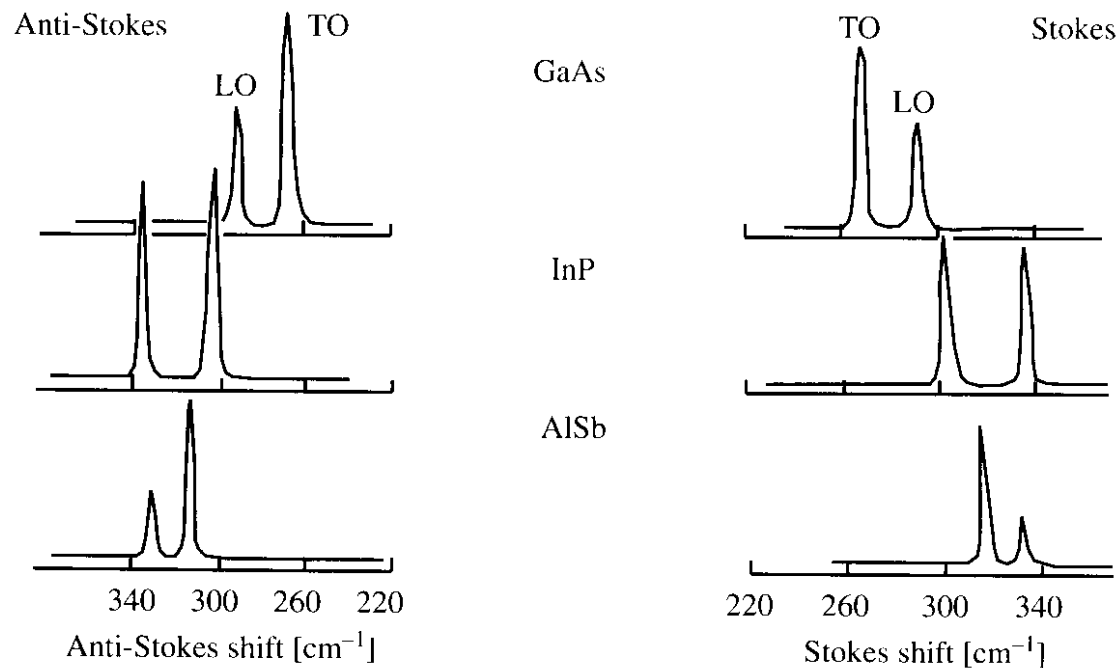 Anti-Stokes
TO
LO
GaAs
TO
LO
Stokes
InP
AlSb
340 300 260 220
Anti-Stokes shift [cm⁻¹]
220 260 300 340
Stokes shift [cm⁻¹]